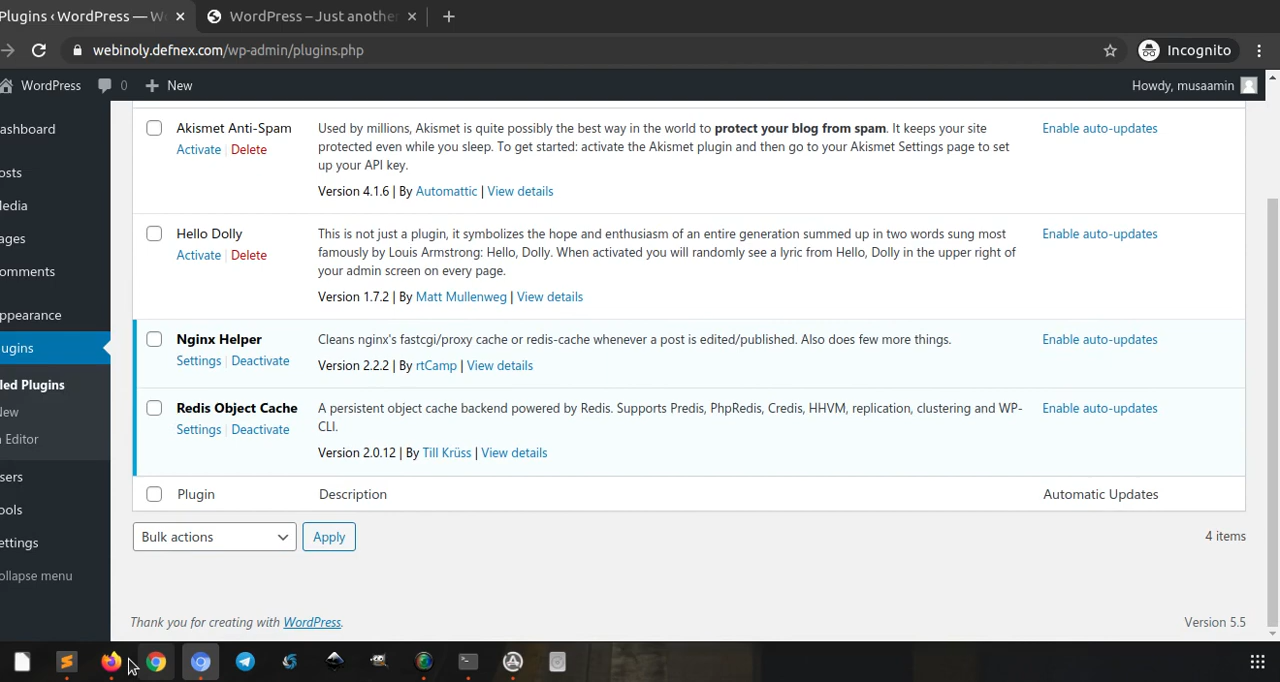 Plugins ‹ WordPress — W
WordPress – Just anothe
webinoly.defnex.com/wp-admin/plugins.php
Incognito
WordPress
0
New
Howdy, musaamin
ashboard
osts
edia
ages
omments
ppearance
ugins
led Plugins
New
Editor
sers
ools
ettings
ollapse menu
Akismet Anti-Spam
Activate | Delete
Used by millions, Akismet is quite possibly the best way in the world to protect your blog from spam. It keeps your site
protected even while you sleep. To get started: activate the Akismet plugin and then go to your Akismet Settings page to set
up your API key.
Version 4.1.6 | By Automattic | View details
Enable auto-updates
Hello Dolly
Activate | Delete
This is not just a plugin, it symbolizes the hope and enthusiasm of an entire generation summed up in two words sung most
famously by Louis Armstrong: Hello, Dolly. When activated you will randomly see a lyric from Hello, Dolly in the upper right of
your admin screen on every page.
Version 1.7.2 | By Matt Mullenweg | View details
Enable auto-updates
Nginx Helper
Settings | Deactivate
Cleans nginx's fastcgi/proxy cache or redis-cache whenever a post is edited/published. Also does few more things.
Version 2.2.2 | By rtCamp | View details
Enable auto-updates
Redis Object Cache
Settings | Deactivate
A persistent object cache backend powered by Redis. Supports Predis, PhpRedis, Credis, HHVM, replication, clustering and WP-
CLI.
Version 2.0.12 | By Till Krüss | View details
Enable auto-updates
Plugin
Description
Automatic Updates
Bulk actions
Apply
4 items
Thank you for creating with WordPress.
Version 5.5